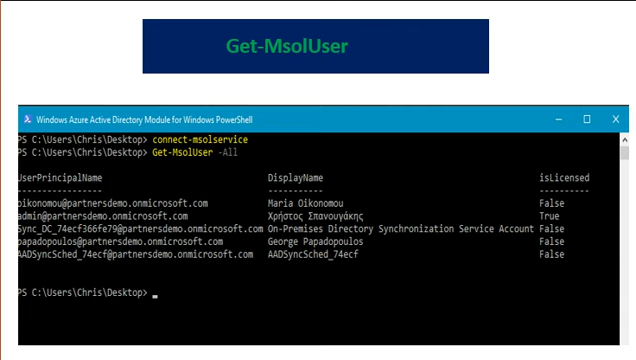 Get-MsolUser
Windows Azure Active Directory Module for Windows PowerShell
PS C:\Users\Chris\Desktop> connect-msolservice
PS C:\Users\Chris\Desktop> Get-MsolUser -All
UserPrincipalName DisplayName isLicensed
----------------- ----------- ----------
oikonomou@partnersdemo.onmicrosoft.com Maria Oikonomou False
admin@partnersdemo.onmicrosoft.com Χρήστος Σπανουγάκης True
Sync_DC_74ecf366fe79@partnersdemo.onmicrosoft.com On-Premises Directory Synchronization Service Account False
papadopoulos@partnersdemo.onmicrosoft.com George Papadopoulos False
AADSyncSched_74ecf@partnersdemo.onmicrosoft.com AADSyncSched_74ecf False
PS C:\Users\Chris\Desktop>